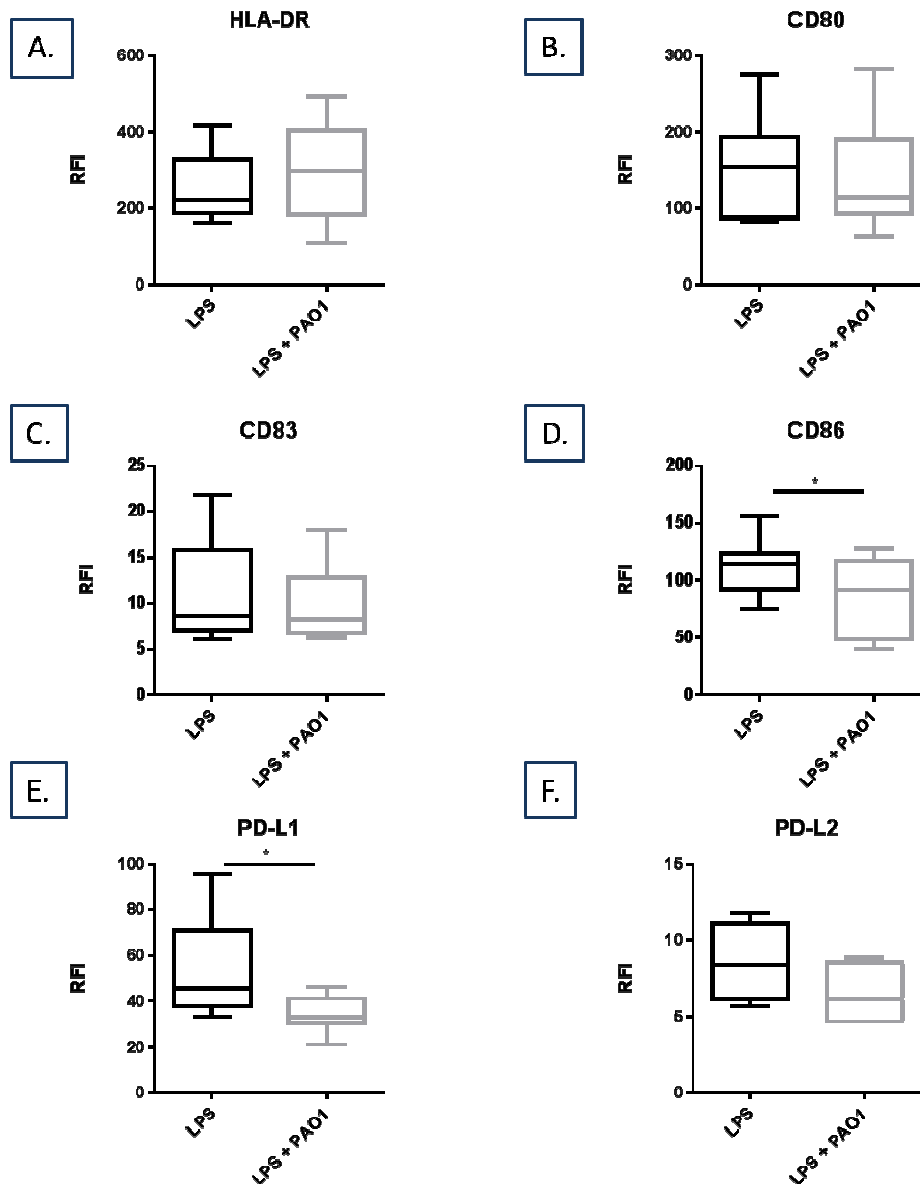 A.
HLA-DR
600
400
200
0
RFI
LPS
LPS + PAO1
B.
CD80
300
200
100
0
RFI
LPS
LPS + PAO1
C.
CD83
25
20
15
10
5
0
RFI
LPS
LPS + PAO1
D.
CD86
200
150
100
50
0
RFI
*
LPS
LPS + PAO1
E.
PD-L1
100
80
60
40
20
0
RFI
*
LPS
LPS + PAO1
F.
PD-L2
15
10
5
0
RFI
LPS
LPS + PAO1